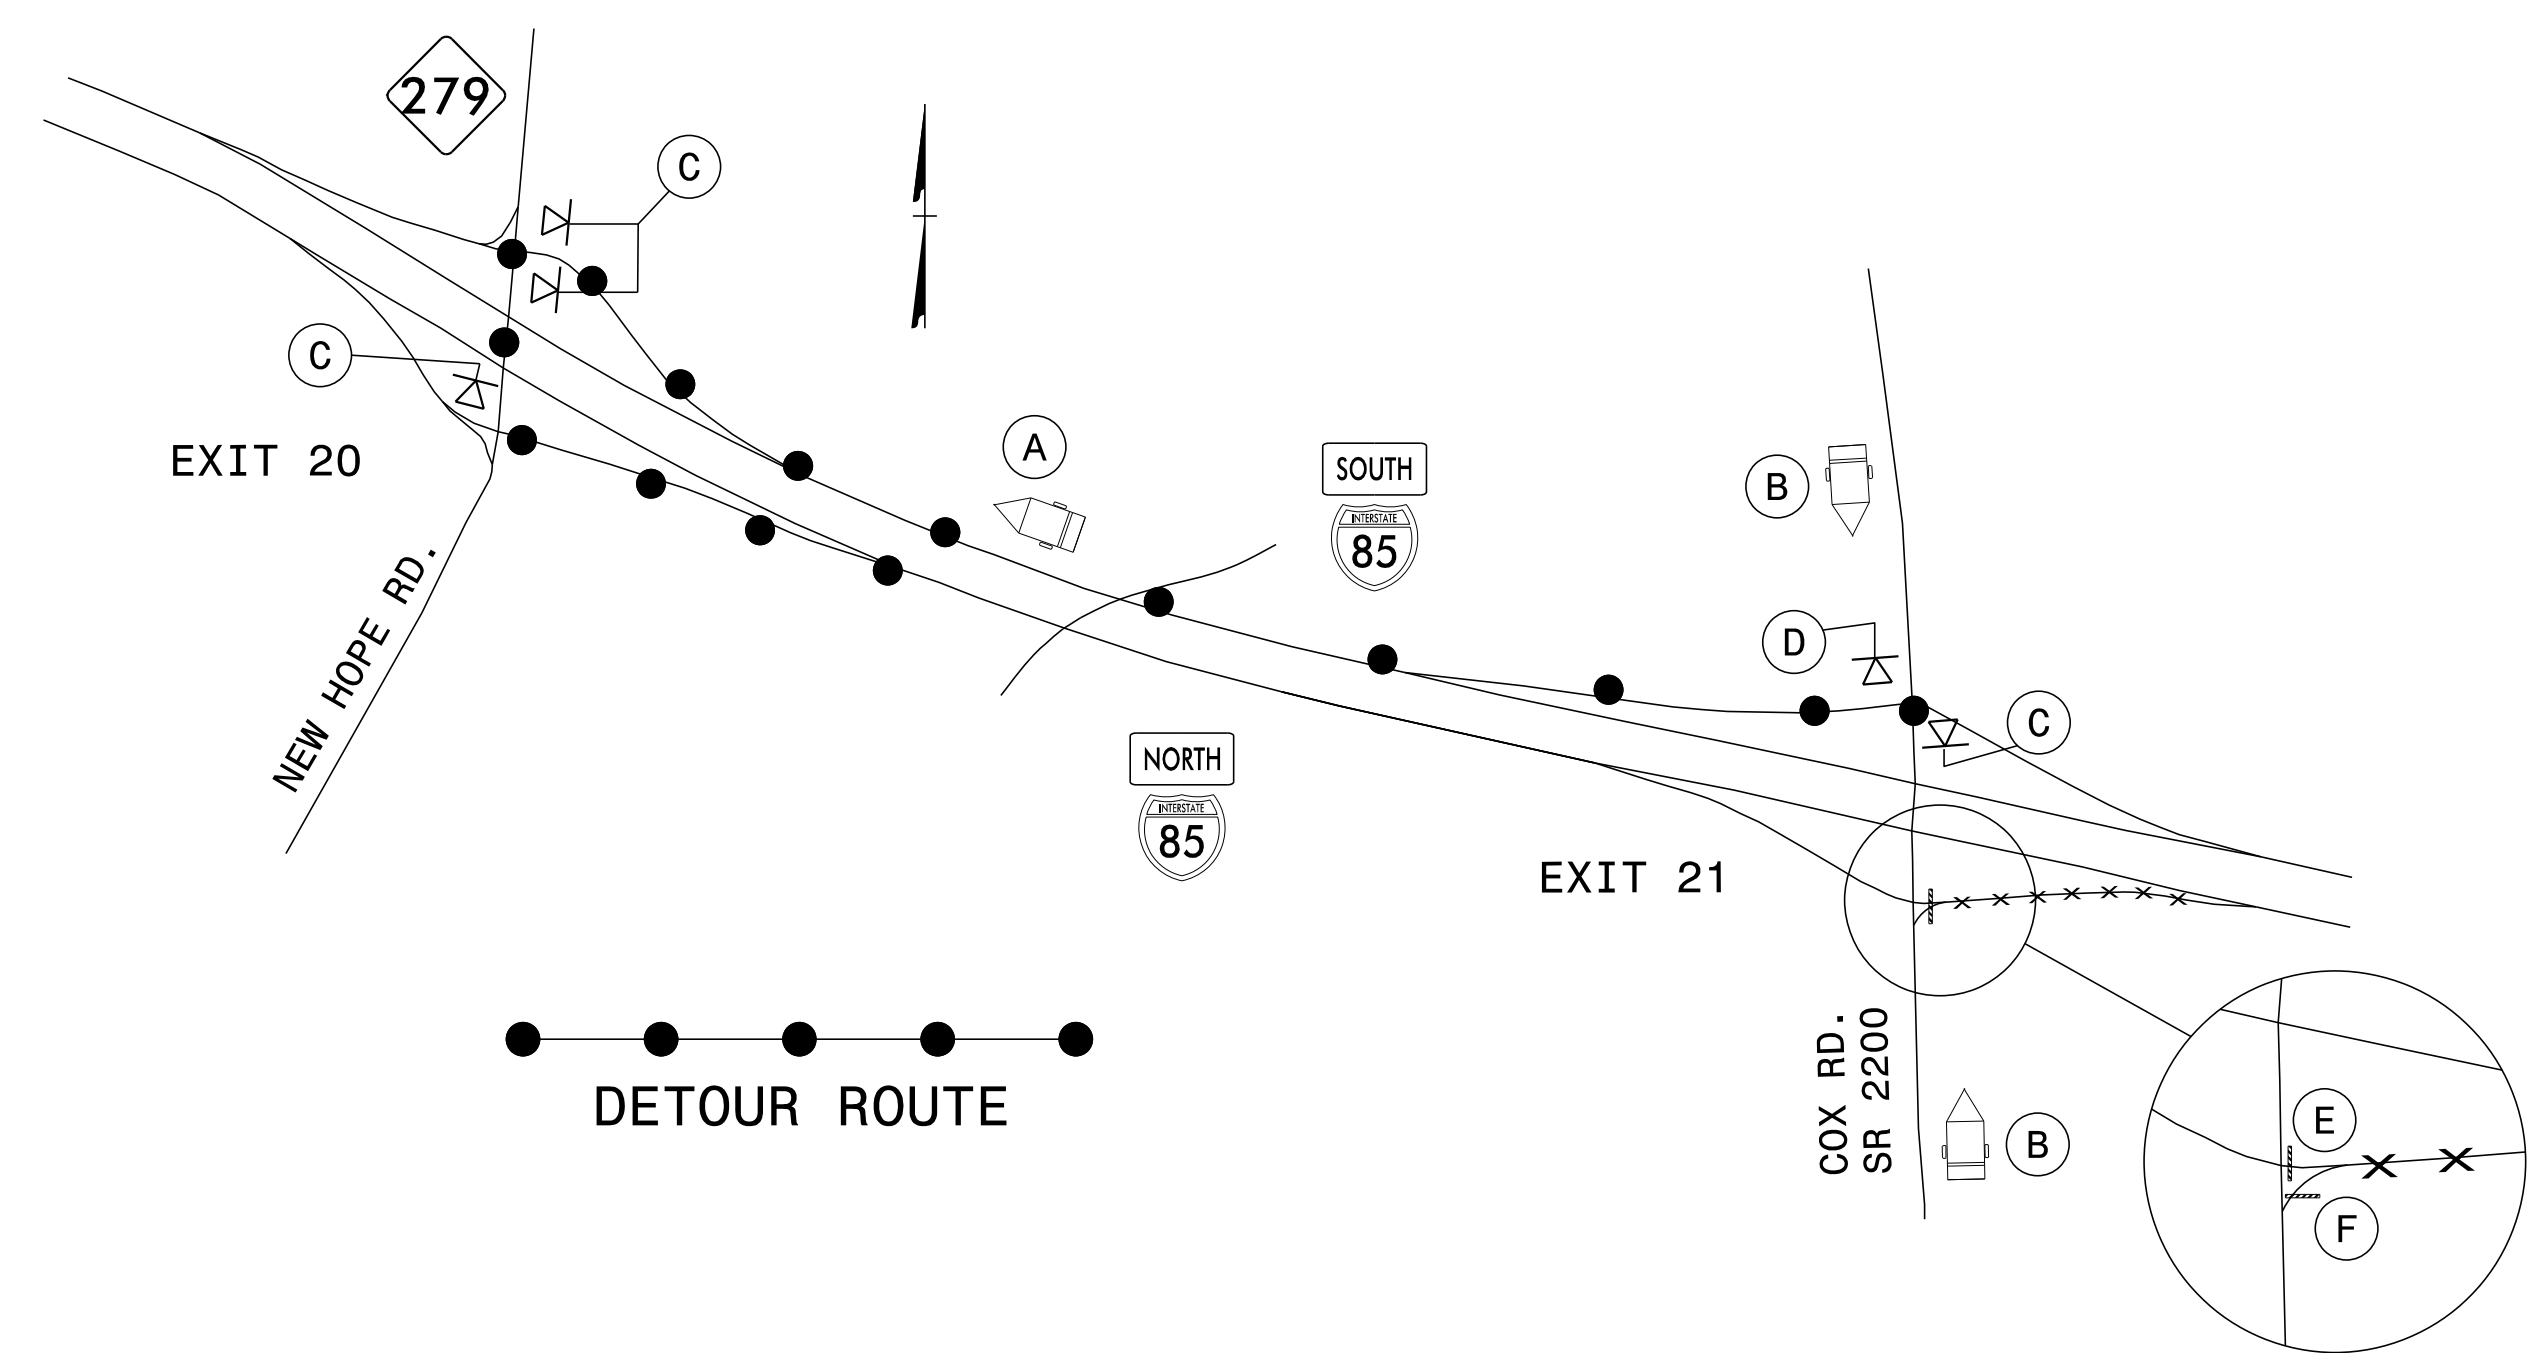 279
C
C
EXIT 20
A
SOUTH
INTERSTATE
85
B
D
C
NEW HOPE RD.
NORTH
INTERSTATE
85
EXIT 21
COX RD.
SR 2200
B
E
F
DETOUR ROUTE